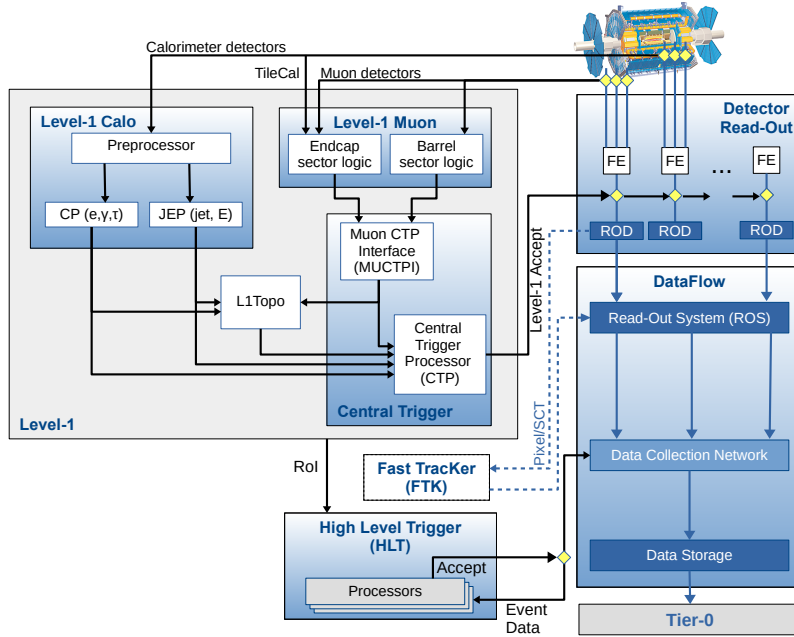 Calorimeter detectors
TileCal
Muon detectors
Level-1 Calo
Preprocessor
CP (e,γ,τ)
JEP (jet, E)
Level-1 Muon
Endcap
sector logic
Barrel
sector logic
Detector
Read-Out
FE
FE
...
FE
ROD
ROD
ROD
Muon CTP
Interface
(MUCTPI)
L1Topo
Central
Trigger
Processor
(CTP)
Central Trigger
Level-1
Level-1 Accept
Pixel/SCT
DataFlow
Read-Out System (ROS)
Data Collection Network
Data Storage
Tier-0
RoI
Fast TracKer
(FTK)
High Level Trigger
(HLT)
Accept
Processors
Event
Data